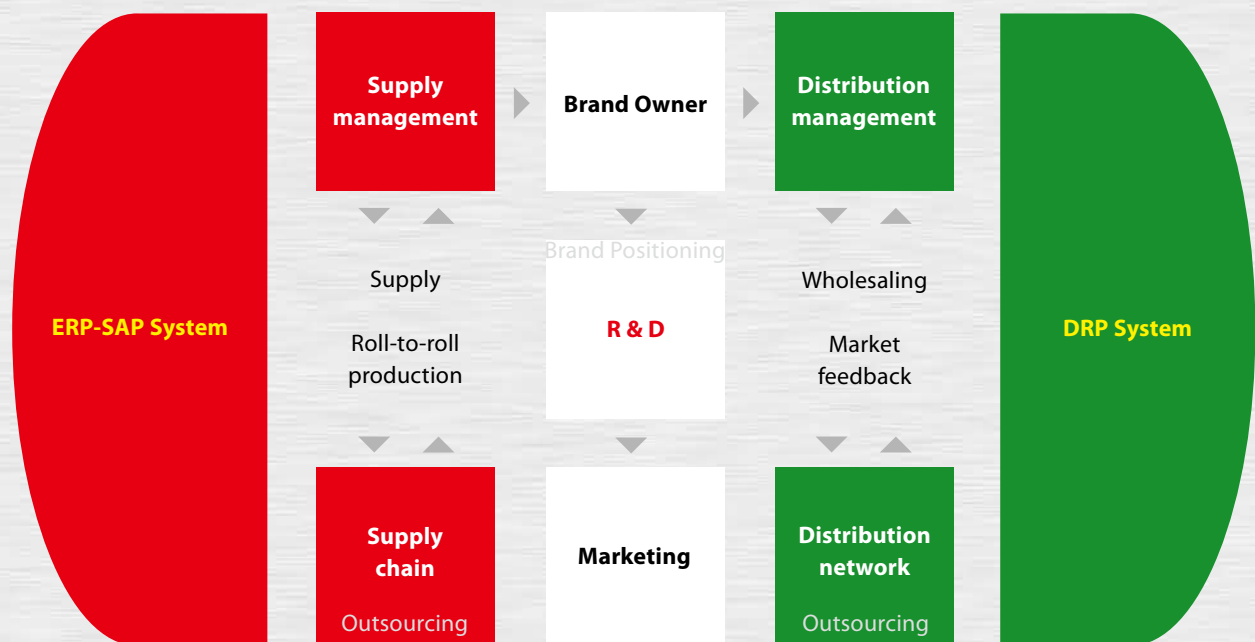 Supply
management
Brand Owner
Distribution
management
Brand Positioning
Supply
Wholesaling
ERP-SAP System
R & D
DRP System
Roll-to-roll
production
Market
feedback
Supply
chain
Marketing
Distribution
network
Outsourcing
Outsourcing